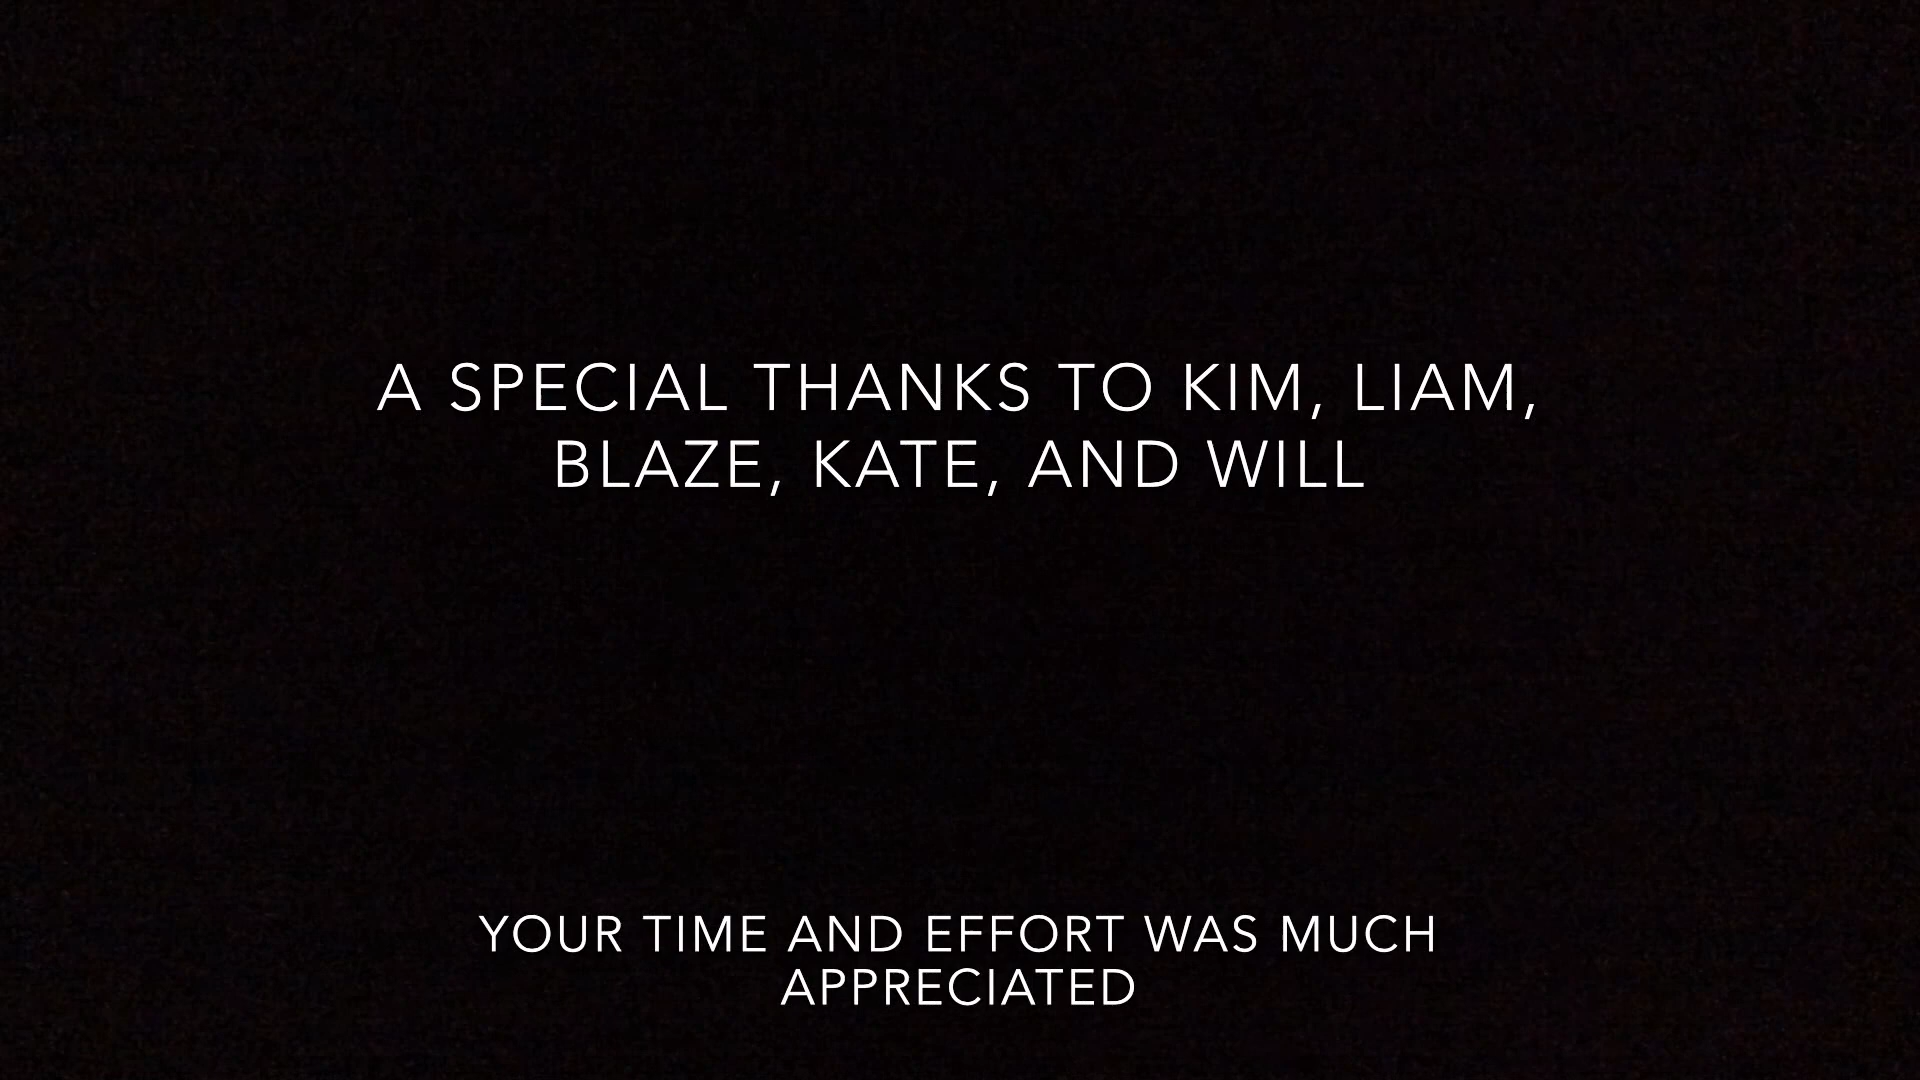 A SPECIAL THANKS TO KIM, LIAM,
BLAZE, KATE, AND WILL
YOUR TIME AND EFFORT WAS MUCH
APPRECIATED